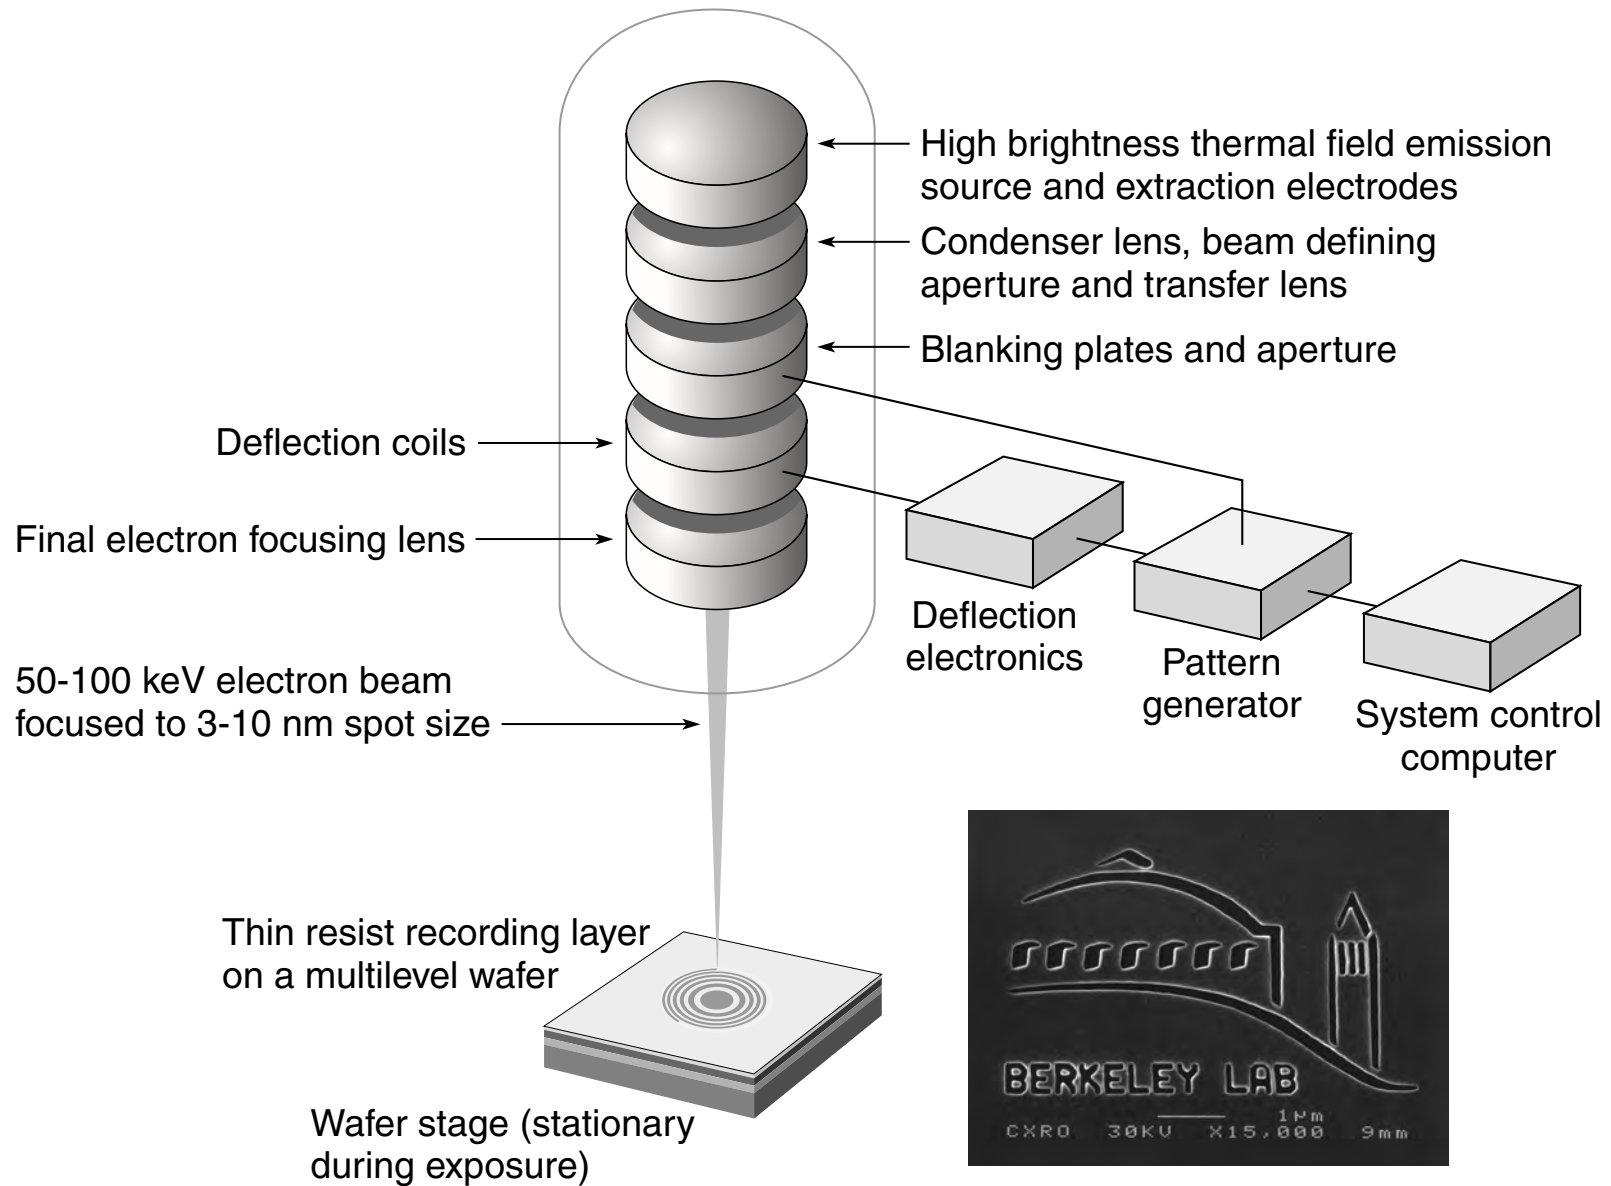 High brightness thermal field emission
source and extraction electrodes
Condenser lens, beam defining
aperture and transfer lens
Blanking plates and aperture
Deflection coils
Final electron focusing lens
Deflection
electronics
Pattern
generator
System control
computer
50-100 keV electron beam
focused to 3-10 nm spot size
Thin resist recording layer
on a multilevel wafer
Wafer stage (stationary
during exposure)
BERKELEY LAB
1µm
CXRO 30KV X15,000 9mm